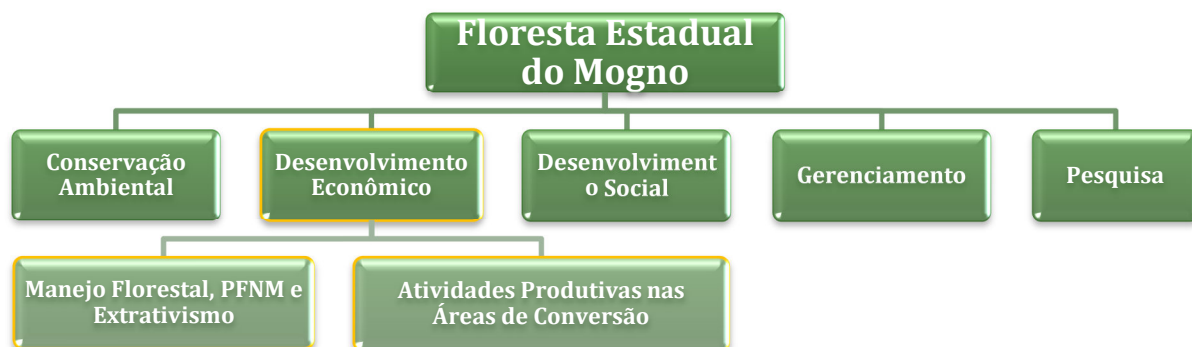 Floresta Estadual
do Mogno
Conservação
Ambiental
Desenvolvimento
Econômico
Desenvolviment
o Social
Gerenciamento
Pesquisa
Manejo Florestal, PFNM e
Extrativismo
Atividades Produtivas nas
Áreas de Conversão